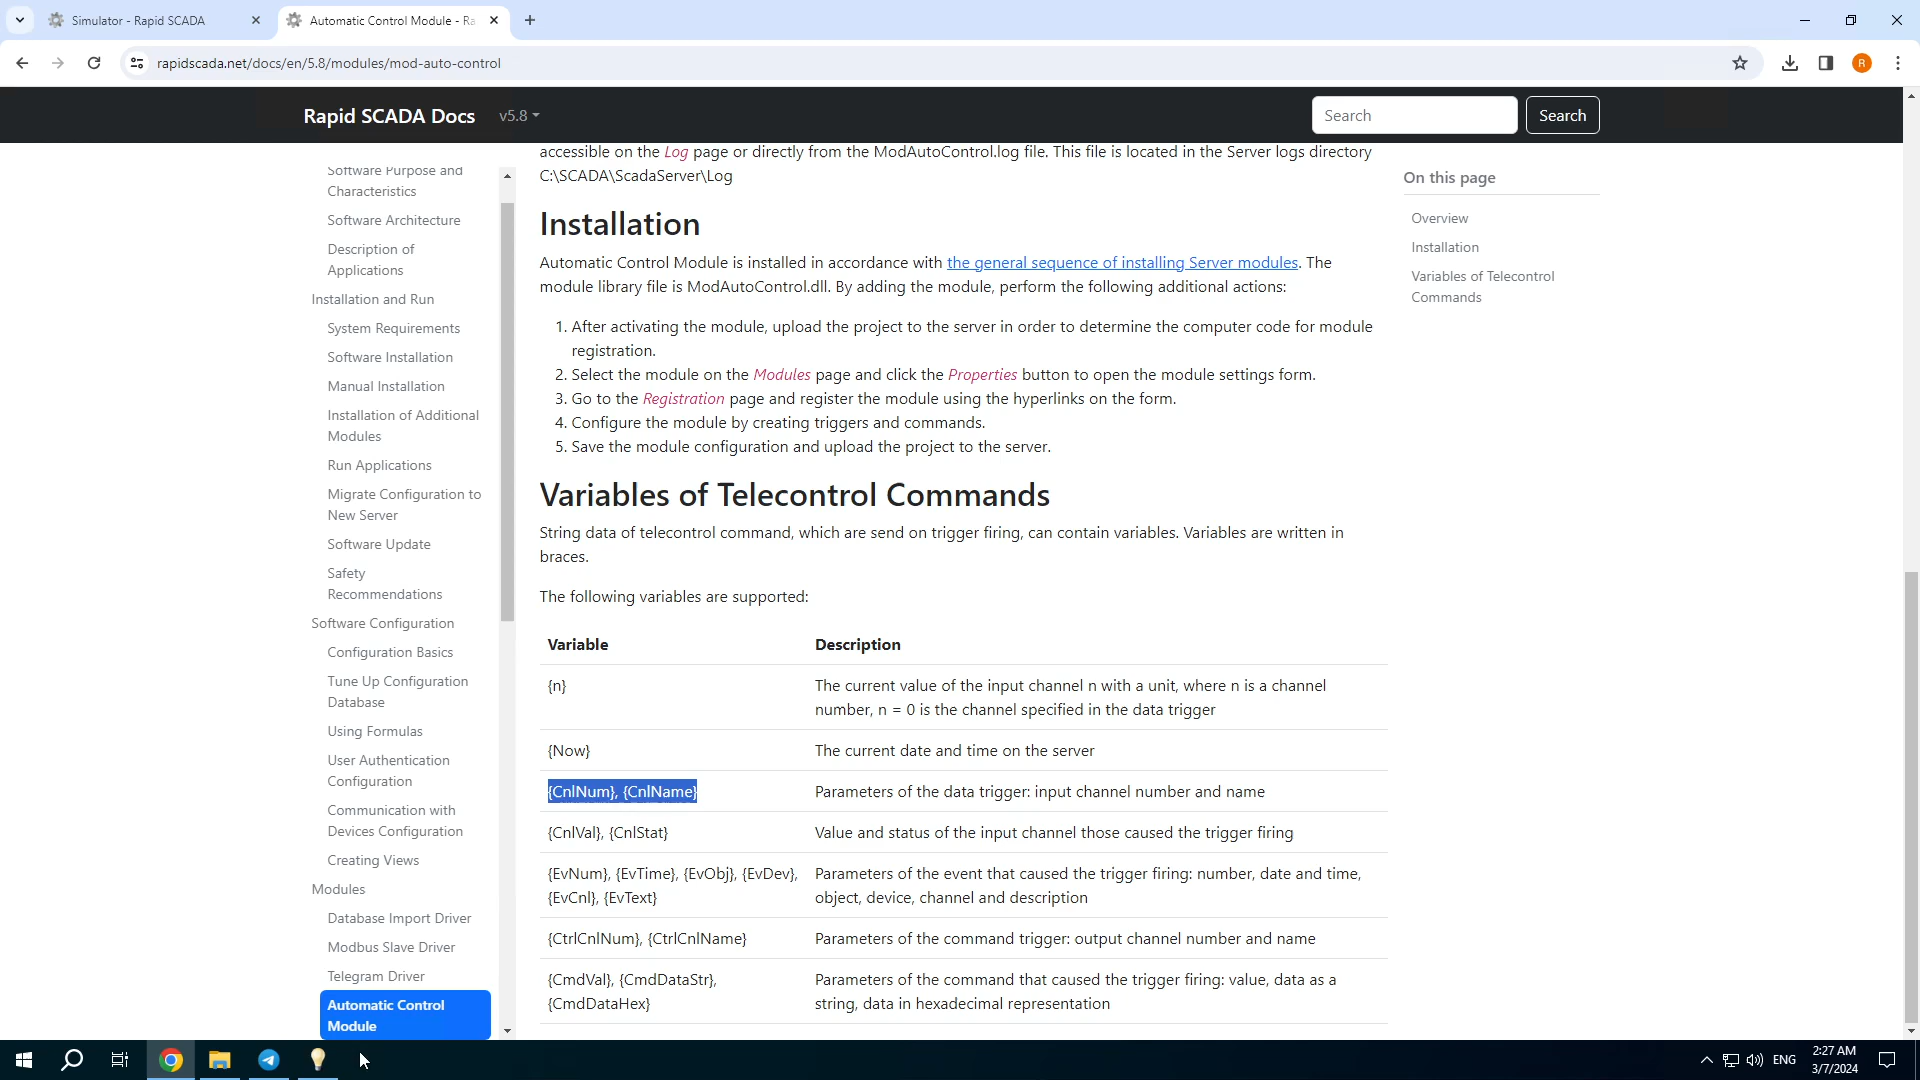 Simulator - Rapid SCADA
Automatic Control Module - Ra
rapidscada.net/docs/en/5.8/modules/mod-auto-control
R
Rapid SCADA Docs
v5.8
Search
Search
Software Purpose and
Characteristics
Software Architecture
Description of
Applications
Installation and Run
System Requirements
Software Installation
Manual Installation
Installation of Additional
Modules
Run Applications
Migrate Configuration to
New Server
Software Update
Safety
Recommendations
Software Configuration
Configuration Basics
Tune Up Configuration
Database
Using Formulas
User Authentication
Configuration
Communication with
Devices Configuration
Creating Views
Modules
Database Import Driver
Modbus Slave Driver
Telegram Driver
Automatic Control
Module
accessible on the Log page or directly from the ModAutoControl.log file. This file is located in the Server logs directory
C:\SCADA\ScadaServer\Log
Installation
Automatic Control Module is installed in accordance with the general sequence of installing Server modules. The
module library file is ModAutoControl.dll. By adding the module, perform the following additional actions:
1. After activating the module, upload the project to the server in order to determine the computer code for module
registration.
2. Select the module on the Modules page and click the Properties button to open the module settings form.
3. Go to the Registration page and register the module using the hyperlinks on the form.
4. Configure the module by creating triggers and commands.
5. Save the module configuration and upload the project to the server.
Variables of Telecontrol Commands
String data of telecontrol command, which are send on trigger firing, can contain variables. Variables are written in
braces.
The following variables are supported:
Variable Description
{n} The current value of the input channel n with a unit, where n is a channel
number, n = 0 is the channel specified in the data trigger
{Now} The current date and time on the server
{CnlNum}, {CnlName} Parameters of the data trigger: input channel number and name
{CnlVal}, {CnlStat} Value and status of the input channel those caused the trigger firing
{EvNum}, {EvTime}, {EvObj}, {EvDev}, Parameters of the event that caused the trigger firing: number, date and time,
{EvCnl}, {EvText} object, device, channel and description
{CtrlCnlNum}, {CtrlCnlName} Parameters of the command trigger: output channel number and name
{CmdVal}, {CmdDataStr}, Parameters of the command that caused the trigger firing: value, data as a
{CmdDataHex} string, data in hexadecimal representation
On this page
Overview
Installation
Variables of Telecontrol
Commands
ENG
2:27 AM
3/7/2024